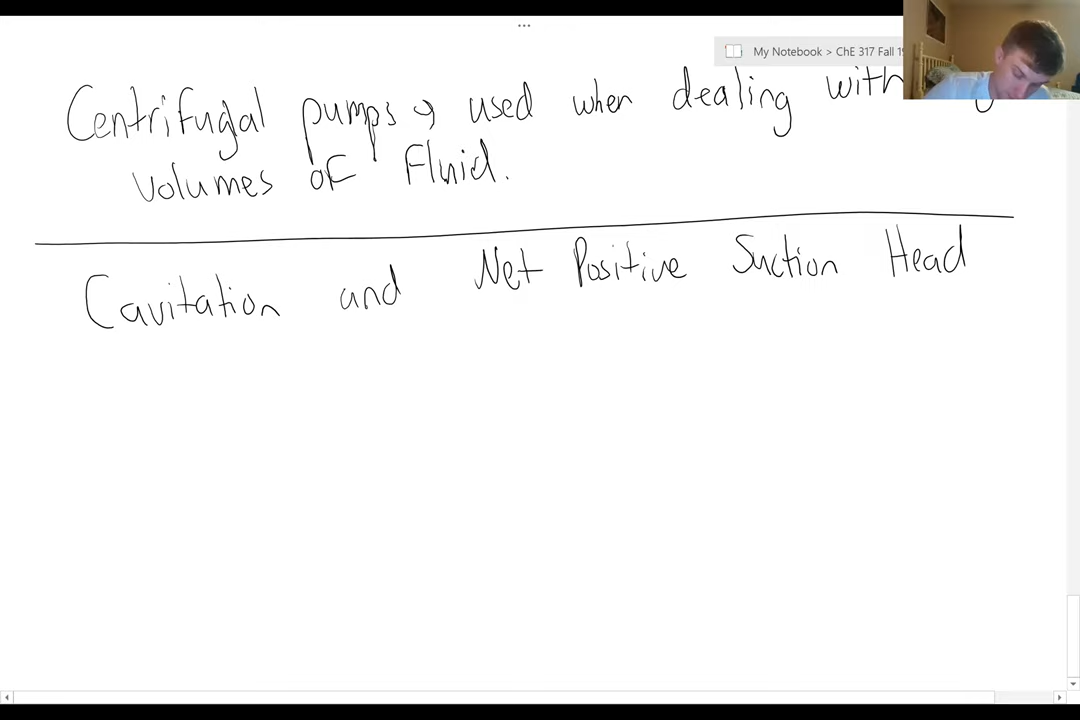 My Notebook > ChE 317 Fall 19
Centrifugal pumps → used when dealing with
volumes of Fluid.
Cavitation and Net Positive Suction Head